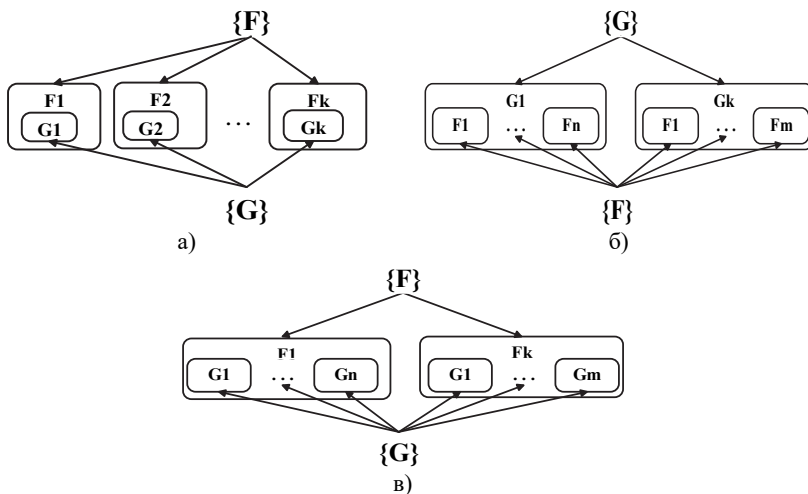 {F}
F1 F2 Fk
G1 G2 ... Gk
{G}
а)
{G}
G1 Gk
F1 ... Fn F1 ... Fm
{F}
б)
{F}
F1 Fk
G1 ... Gn G1 ... Gm
{G}
в)